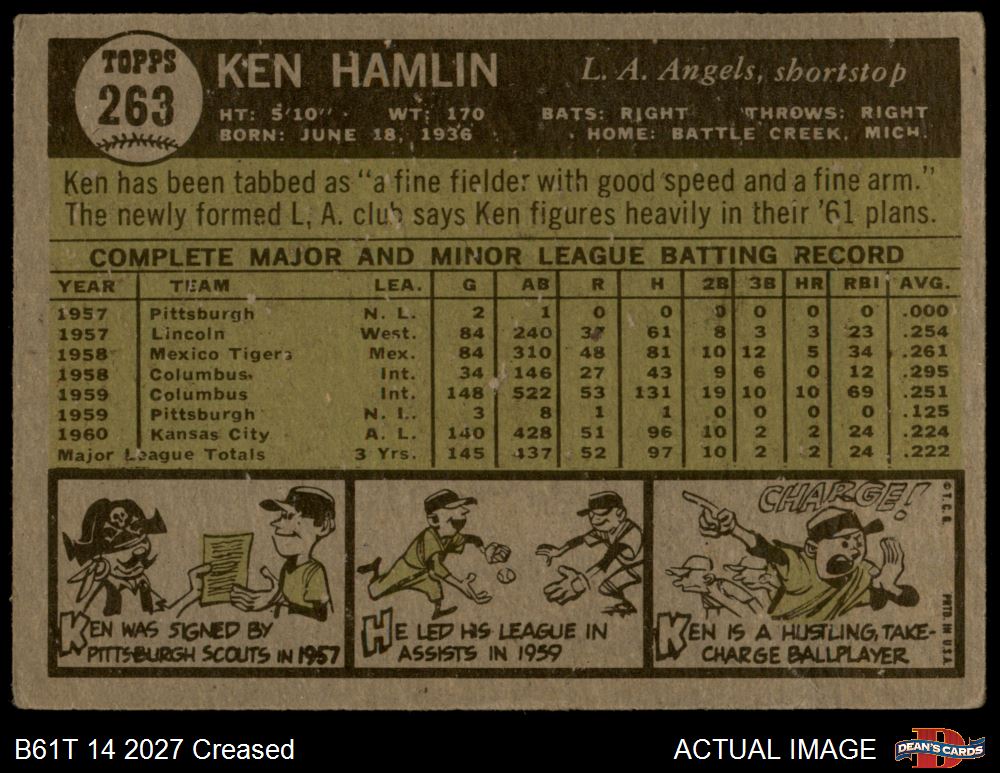 TOPPS
263
KEN HAMLIN
L. A. Angels, shortstop
HT: 5'10" WT: 170 BATS: RIGHT THROWS: RIGHT
BORN: JUNE 18, 1936 HOME: BATTLE CREEK, MICH.
Ken has been tabbed as "a fine fielder with good speed and a fine arm."
The newly formed L. A. club says Ken figures heavily in their '61 plans.
COMPLETE MAJOR AND MINOR LEAGUE BATTING RECORD
YEAR TEAM LEA. G AB R H 2B 3B HR RBI AVG.
1957 Pittsburgh N. L. 2 1 0 0 0 0 0 0 .000
1957 Lincoln West. 84 240 37 61 8 3 3 23 .254
1958 Mexico Tigers Mex. 84 310 48 81 10 12 5 34 .261
1958 Columbus Int. 34 146 27 43 9 6 0 12 .295
1959 Columbus Int. 148 522 53 131 19 10 10 69 .251
1959 Pittsburgh N. L. 3 8 1 1 0 0 0 0 .125
1960 Kansas City A. L. 140 428 51 96 10 2 2 24 .224
Major League Totals 3 Yrs. 145 437 52 97 10 2 2 24 .222
CHARGE!
© T.C.G.
PRTD IN U.S.A.
KEN WAS SIGNED BY
PITTSBURGH SCOUTS IN 1957
HE LED HIS LEAGUE IN
ASSISTS IN 1959
KEN IS A HUSTLING, TAKE-
CHARGE BALLPLAYER
B61T 14 2027 Creased
ACTUAL IMAGE
DEAN'S CARDS